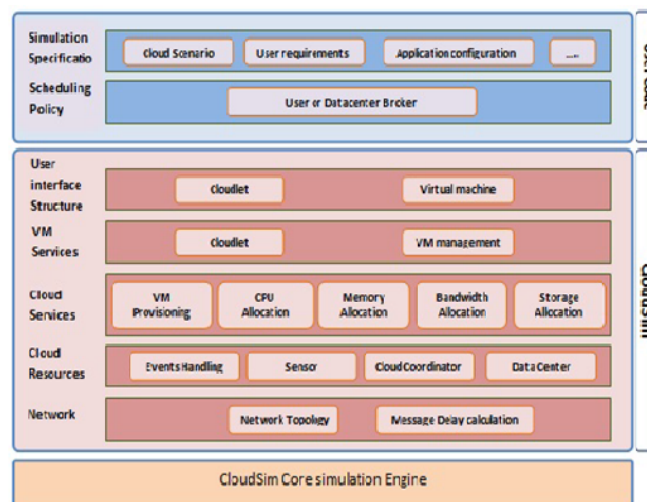 Simulation
Specificatio
Cloud Scenario
User requirements
Application configuration
.....
Scheduling
Policy
User or Datacenter Broker
User
interface
Structure
Cloudlet
Virtual machine
VM
Services
Cloudlet
VM management
Cloud
Services
VM
Provisioning
CPU
Allocation
Memory
Allocation
Bandwidth
Allocation
Storage
Allocation
Cloud
Resources
Events Handling
Sensor
Cloud Coordinator
Data Center
Network
Network Topology
Message Delay calculation
CloudSim Core simulation Engine